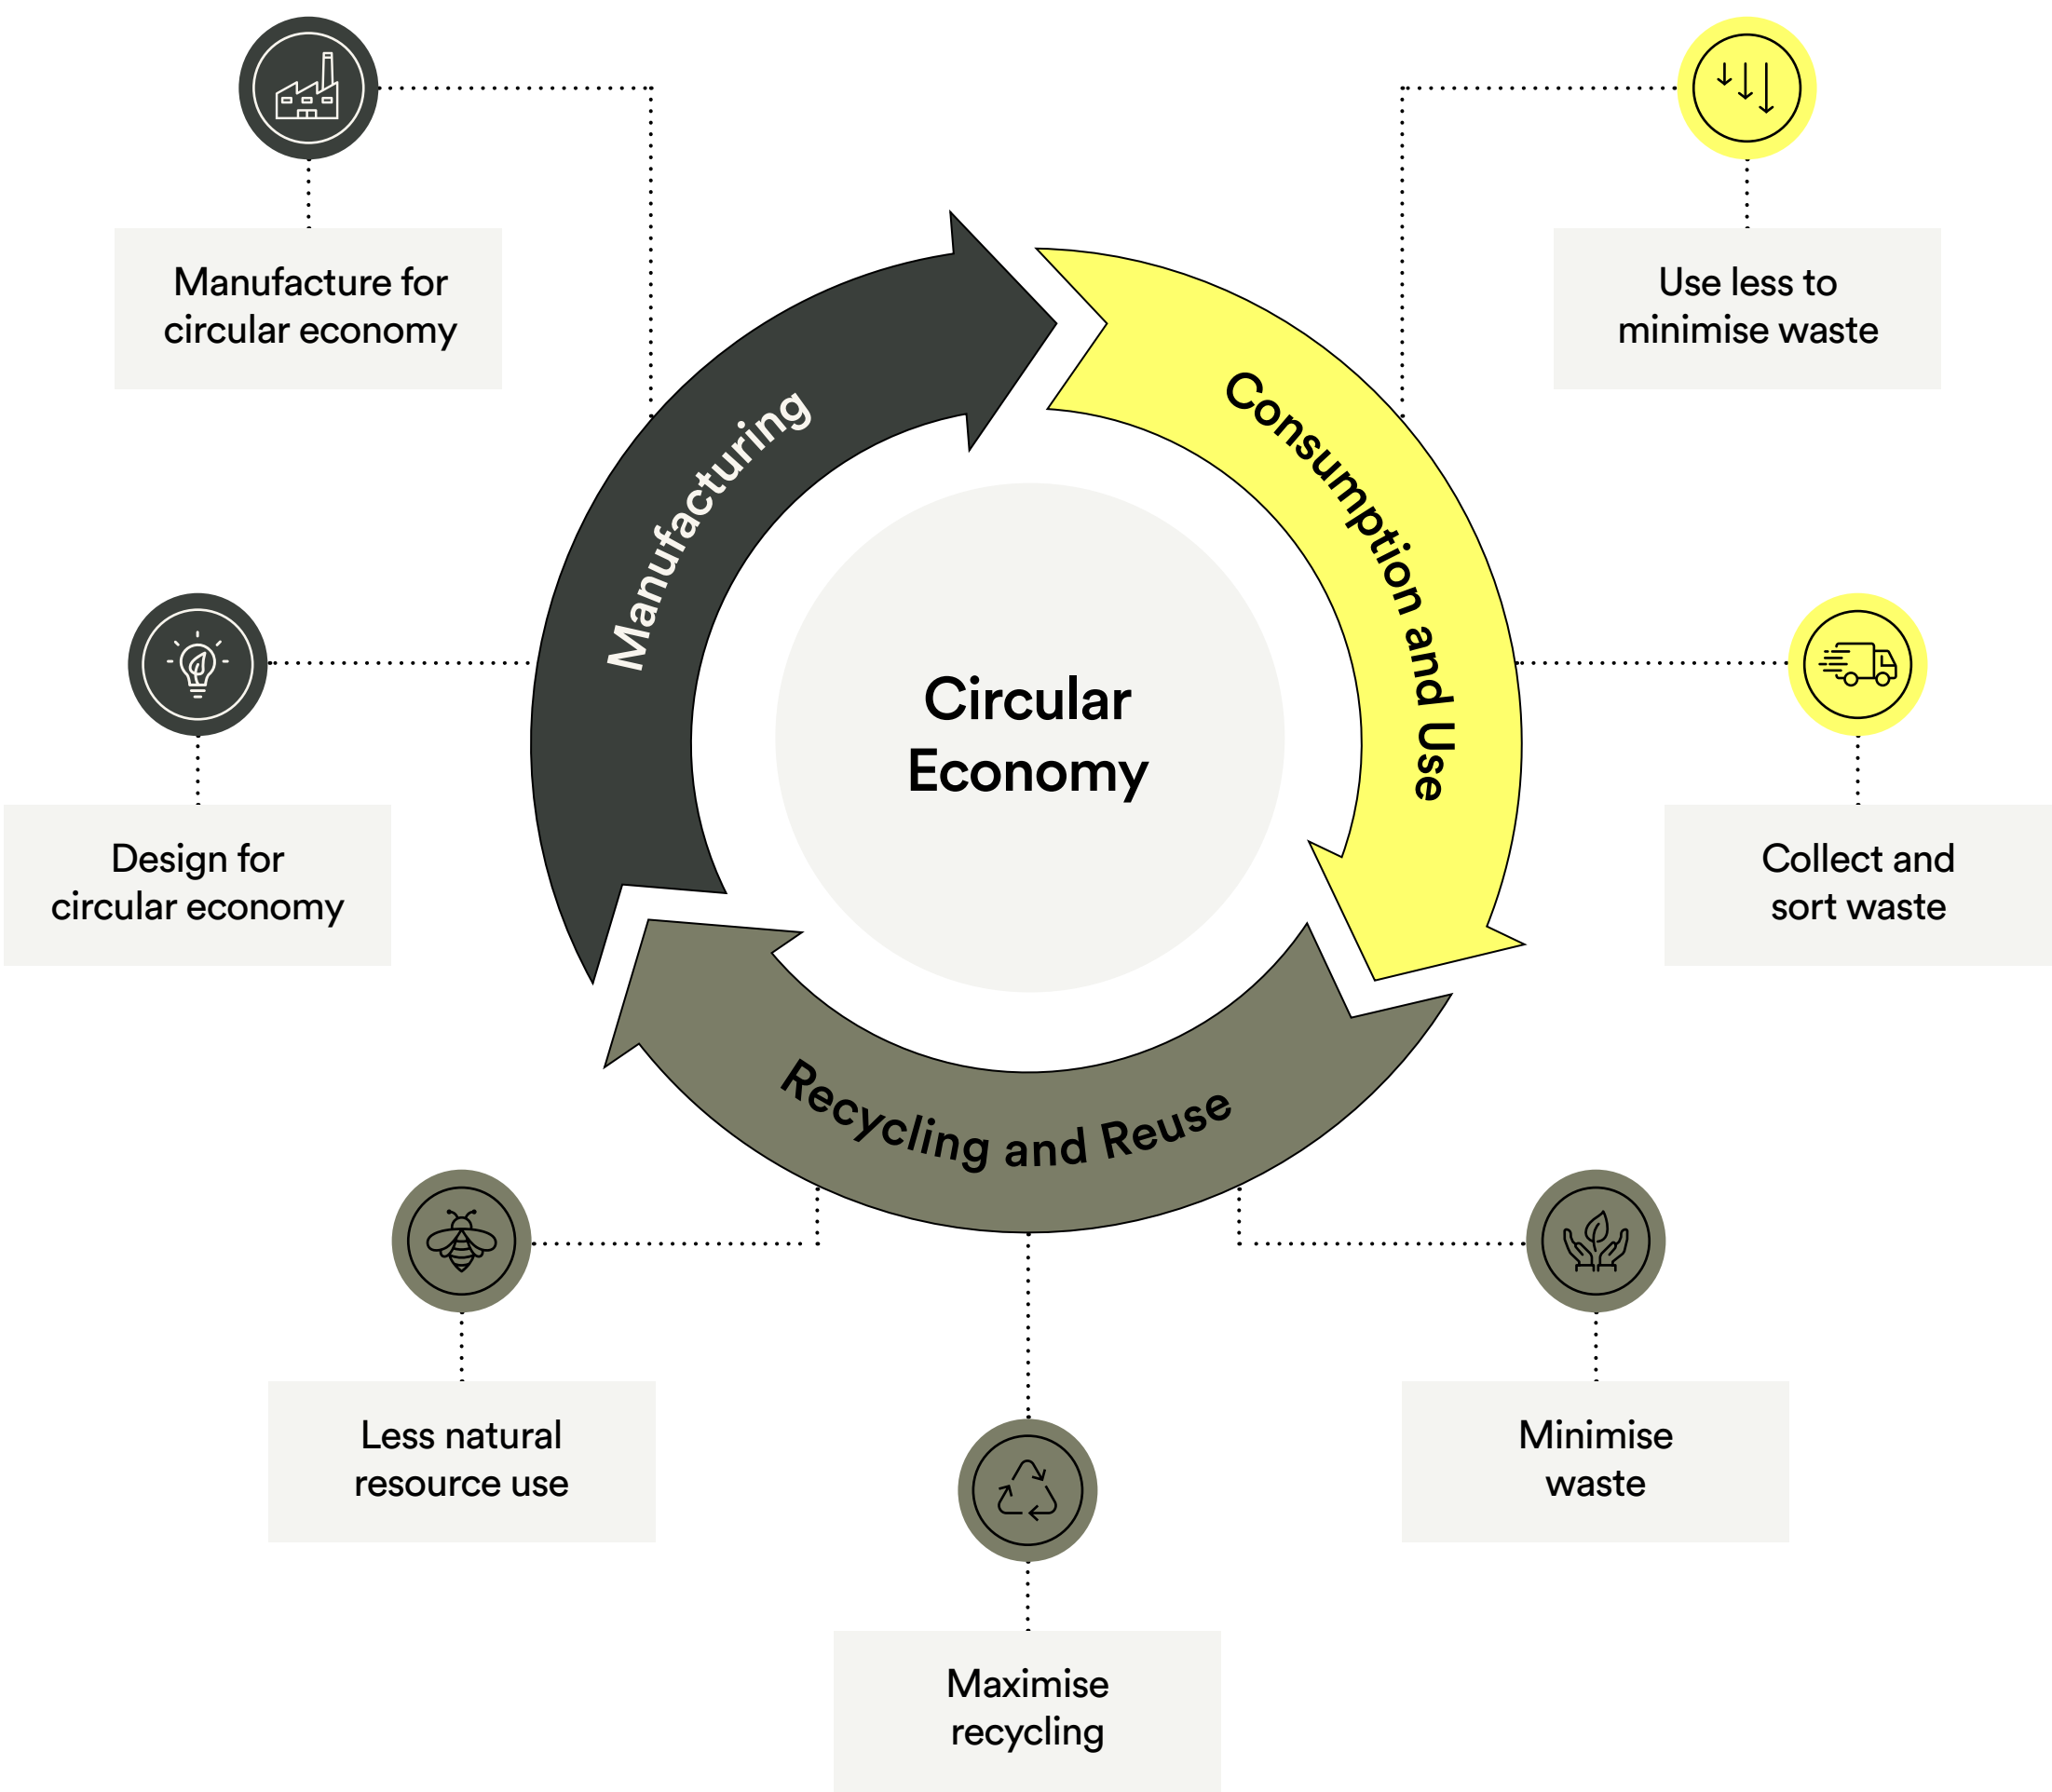 Manufacture for
circular economy
Use less to
minimise waste
Manufacturing
Consumption and Use
Circular
Economy
Design for
circular economy
Collect and
sort waste
Recycling and Reuse
Less natural
resource use
Minimise
waste
Maximise
recycling